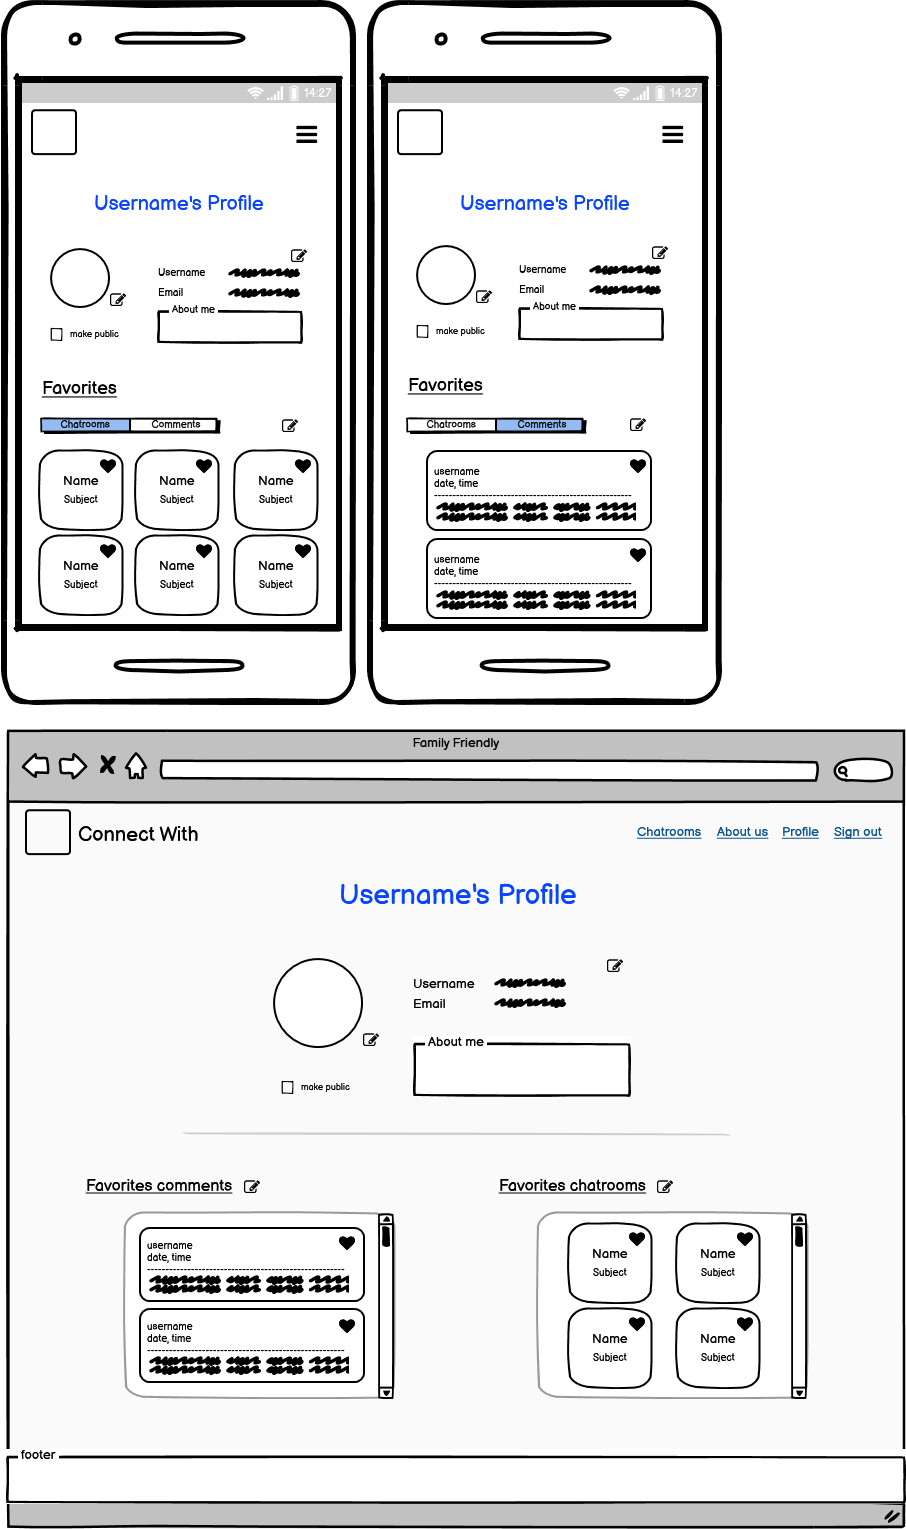 14:27
Username's Profile
Username
Email
About me
make public
Favorites
Chatrooms Comments
Name Name Name
Subject Subject Subject
Name Name Name
Subject Subject Subject
14:27
Username's Profile
Username
Email
About me
make public
Favorites
Chatrooms Comments
username
date, time
username
date, time
Family Friendly
Connect With
Chatrooms About us Profile Sign out
Username's Profile
Username
Email
About me
make public
Favorites comments
username
date, time
username
date, time
Favorites chatrooms
Name Name
Subject Subject
Name Name
Subject Subject
footer